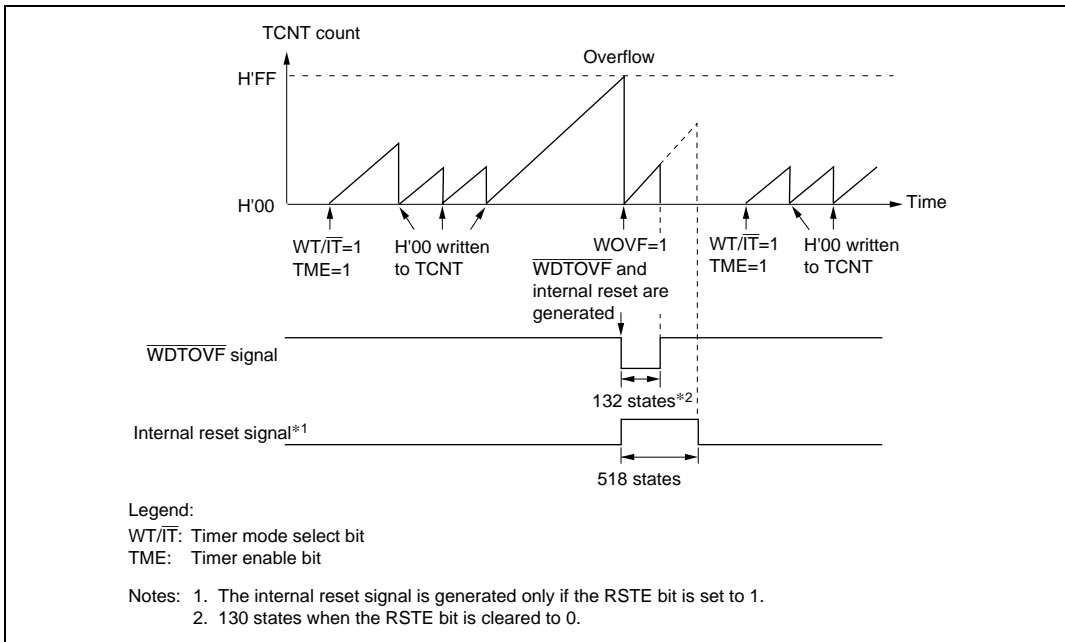 TCNT count
Overflow
H'FF
H'00
Time
WT/IT=1
TME=1
H'00 written
to TCNT
WOVF=1
WDTOVF and
internal reset are
generated
WT/IT=1
TME=1
H'00 written
to TCNT
WDTOVF signal
132 states*2
Internal reset signal*1
518 states
Legend:
WT/IT: Timer mode select bit
TME: Timer enable bit
Notes: 1. The internal reset signal is generated only if the RSTE bit is set to 1.
2. 130 states when the RSTE bit is cleared to 0.